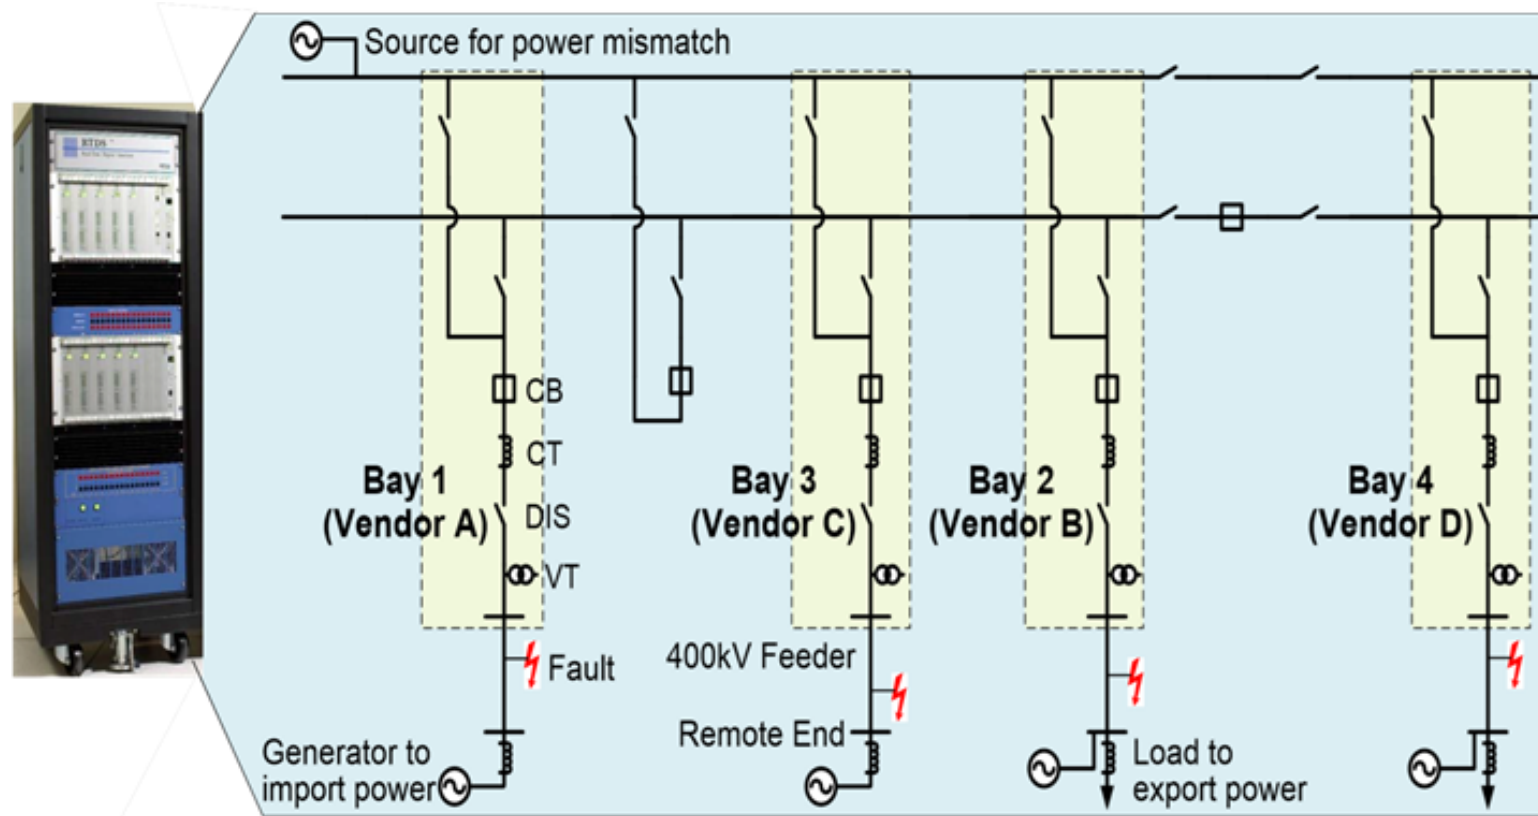 Source for power mismatch
RTDS
CB
CT
Bay 1
(Vendor A)
DIS
VT
Bay 3
(Vendor C)
Bay 2
(Vendor B)
Bay 4
(Vendor D)
Fault
400kV Feeder
Remote End
Generator to
import power
Load to
export power